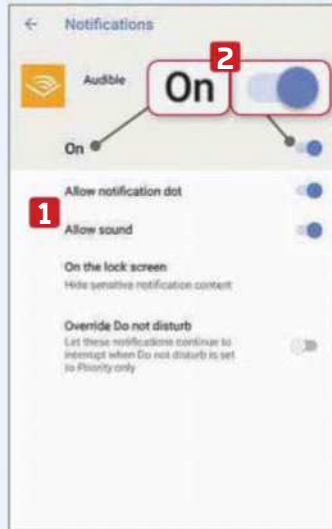 ← Notifications
2
Audible
On
On
Allow notification dot
1
Allow sound
On the lock screen
Hide sensitive notification content
Override Do not disturb
Let these notifications continue to
interrupt when Do not disturb is set
to Priority only